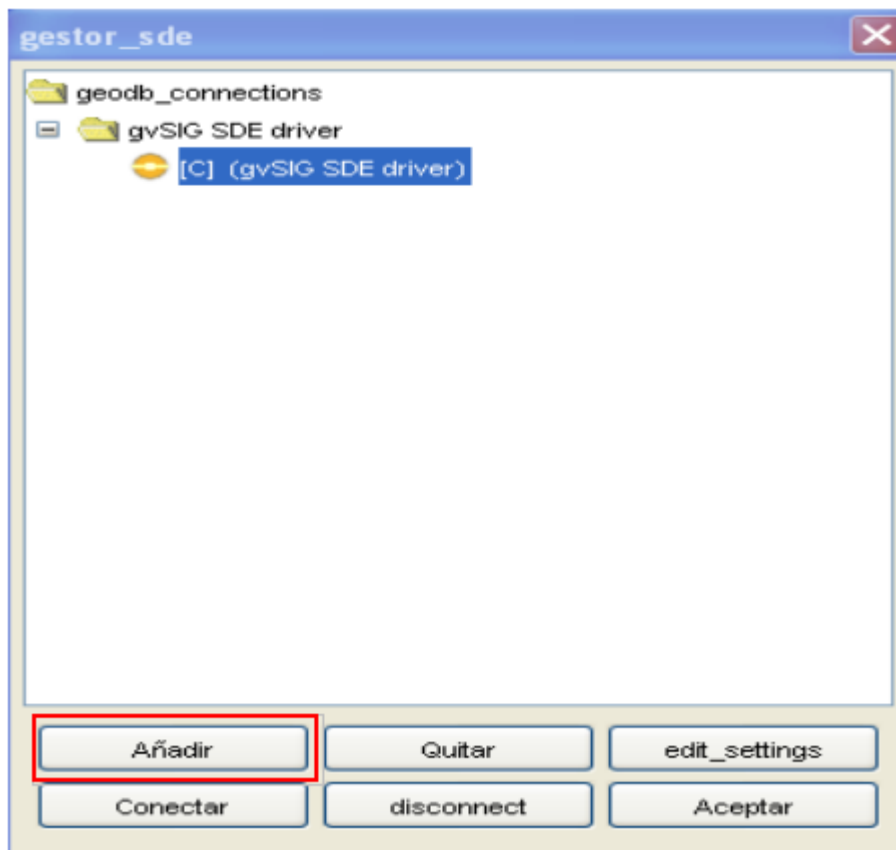 gestor_sde
geodb_connections
gvSIG SDE driver
[C] (gvSIG SDE driver)
Añadir Quitar edit_settings
Conectar disconnect Aceptar